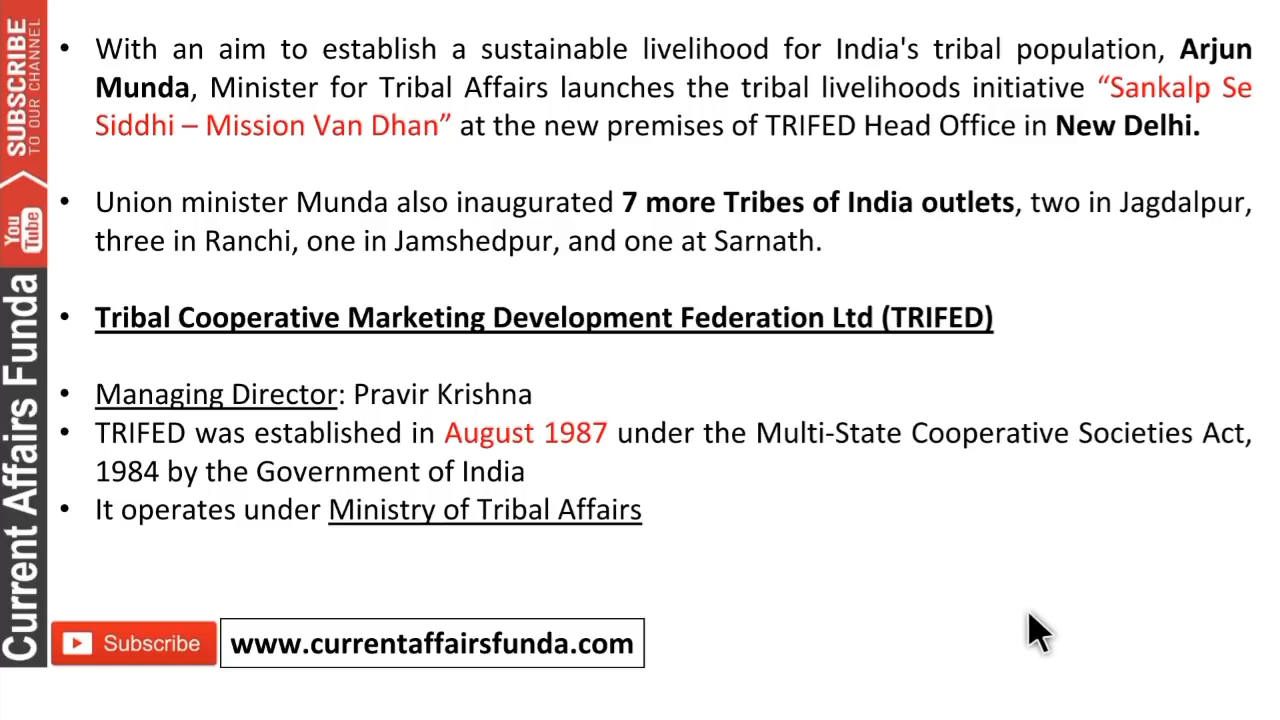 • With an aim to establish a sustainable livelihood for India's tribal population, Arjun
Munda, Minister for Tribal Affairs launches the tribal livelihoods initiative “Sankalp Se
Siddhi – Mission Van Dhan” at the new premises of TRIFED Head Office in New Delhi.
• Union minister Munda also inaugurated 7 more Tribes of India outlets, two in Jagdalpur,
three in Ranchi, one in Jamshedpur, and one at Sarnath.
• Tribal Cooperative Marketing Development Federation Ltd (TRIFED)
• Managing Director: Pravir Krishna
• TRIFED was established in August 1987 under the Multi-State Cooperative Societies Act,
1984 by the Government of India
• It operates under Ministry of Tribal Affairs
SUBSCRIBE
TO OUR CHANNEL
You
Tube
Current Affairs Funda
Subscribe
www.currentaffairsfunda.com